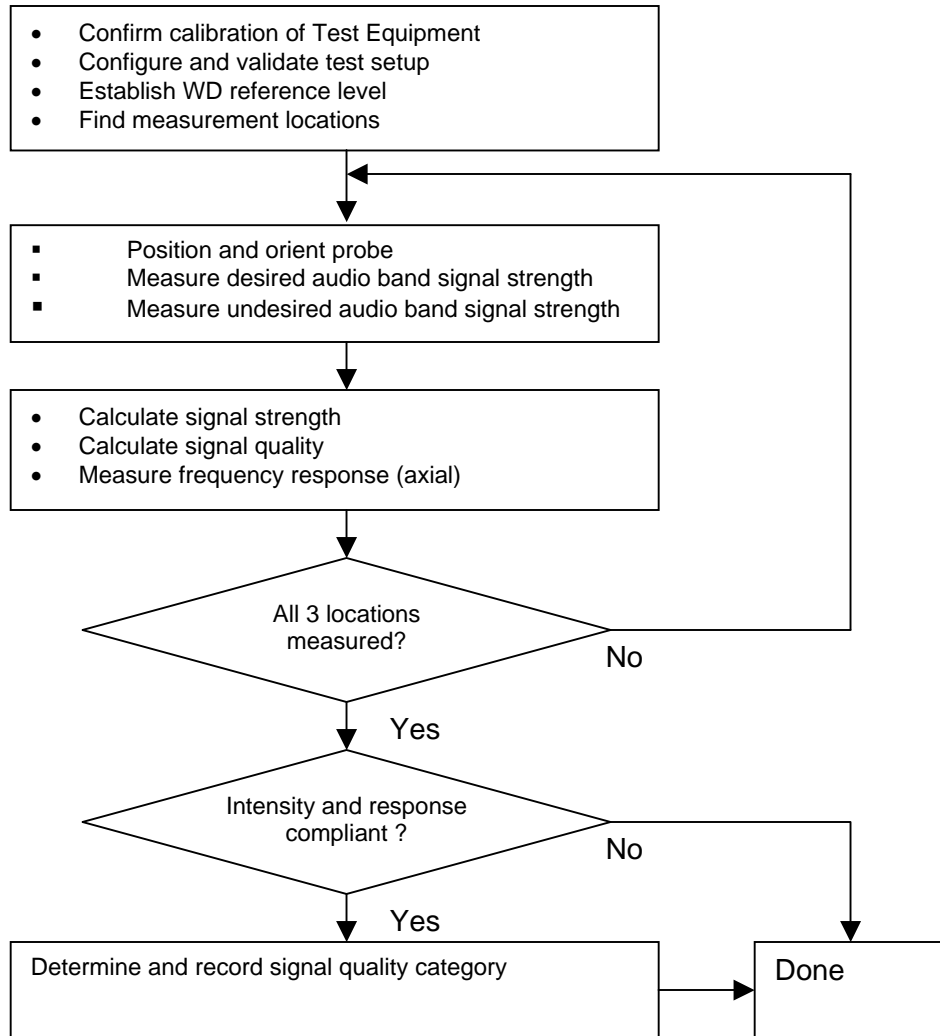 • Confirm calibration of Test Equipment
• Configure and validate test setup
• Establish WD reference level
• Find measurement locations
▪ Position and orient probe
▪ Measure desired audio band signal strength
▪ Measure undesired audio band signal strength
• Calculate signal strength
• Calculate signal quality
• Measure frequency response (axial)
All 3 locations
measured?
No
Yes
Intensity and response
compliant ?
No
Yes
Determine and record signal quality category
Done